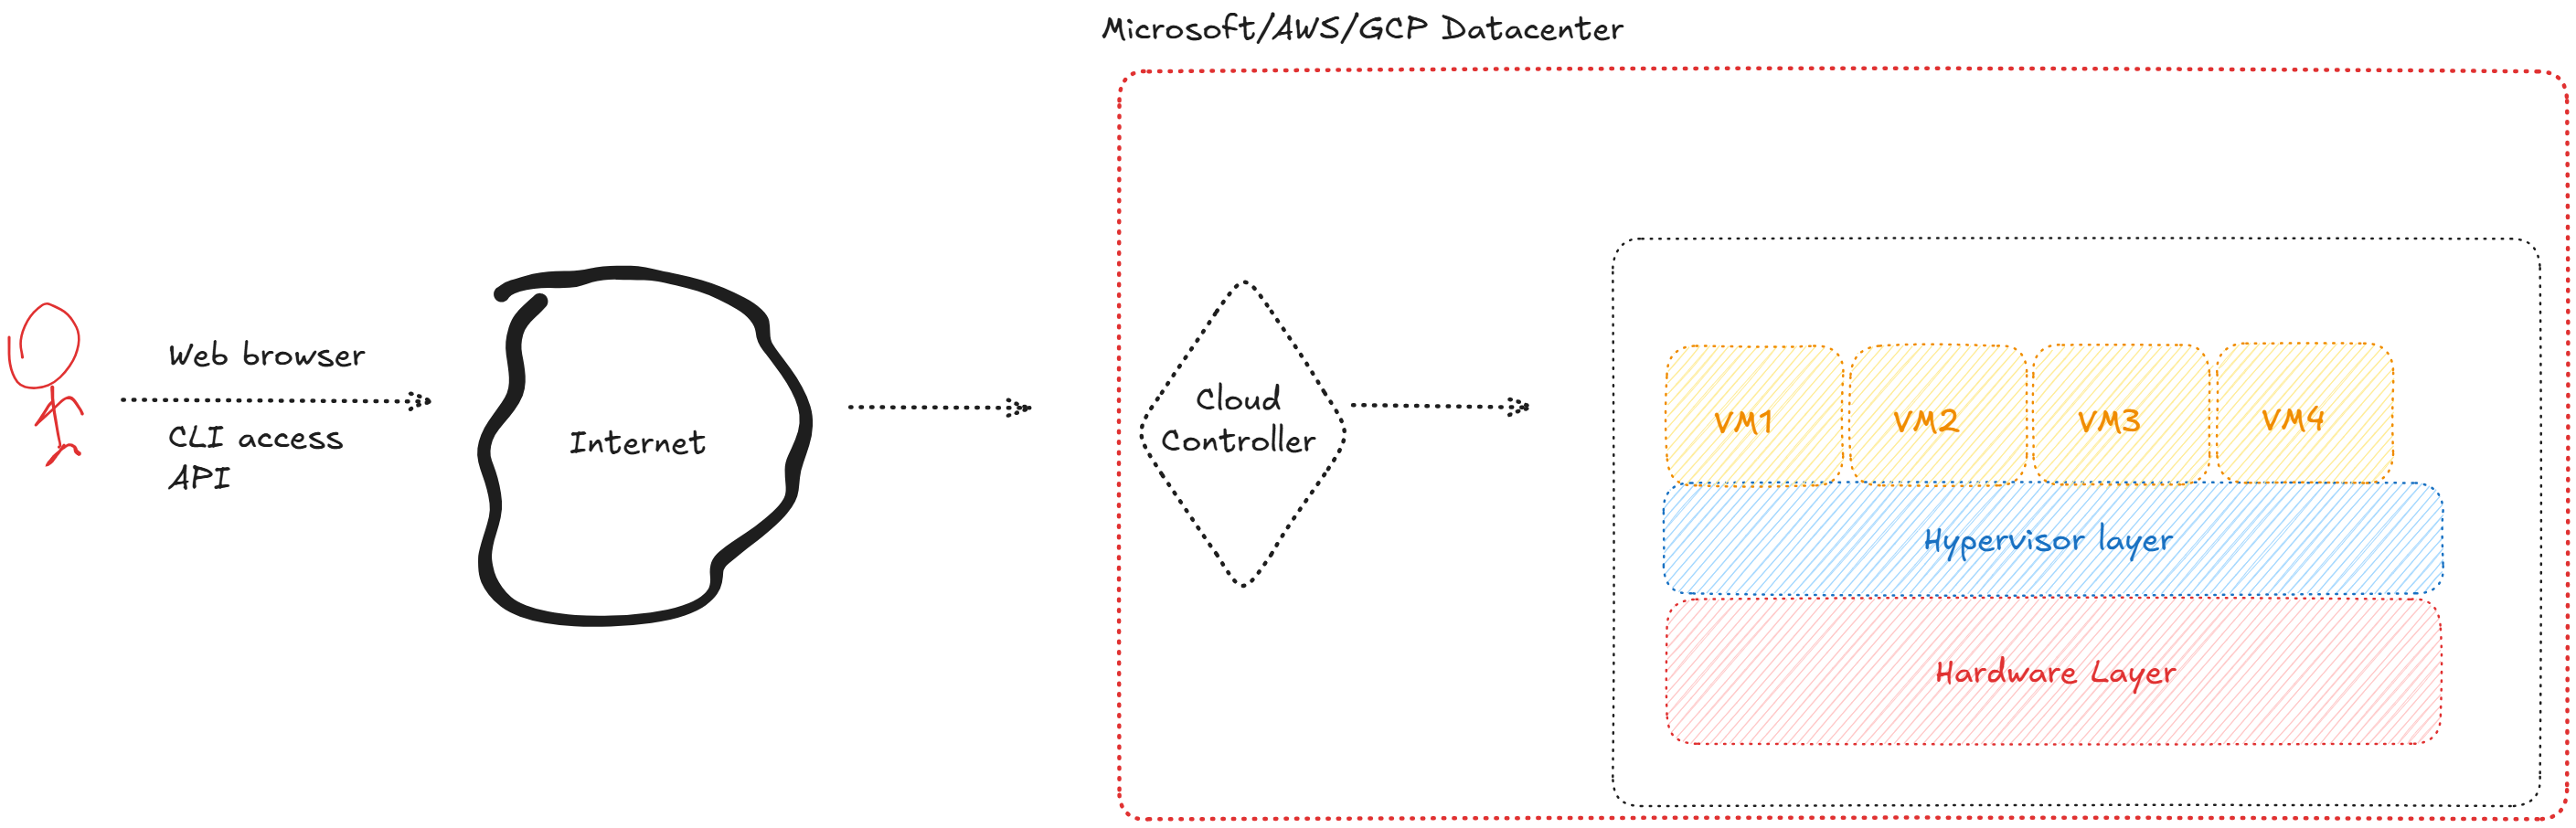 Microsoft/AWS/GCP Datacenter
Web browser
CLI access
API
Internet
Cloud
Controller
VM1
VM2
VM3
VM4
Hypervisor layer
Hardware Layer